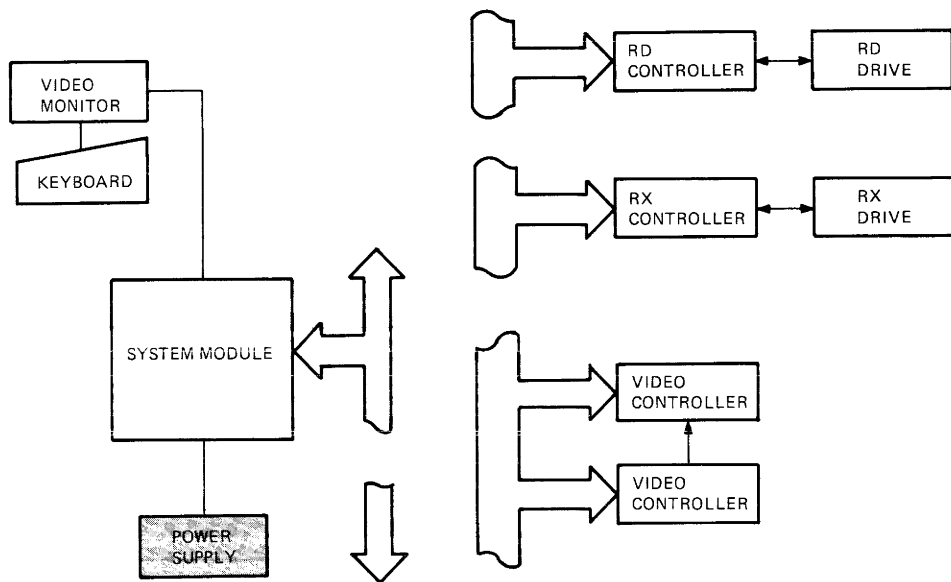 VIDEO
MONITOR
KEYBOARD
SYSTEM MODULE
POWER
SUPPLY
RD
CONTROLLER
RD
DRIVE
RX
CONTROLLER
RX
DRIVE
VIDEO
CONTROLLER
VIDEO
CONTROLLER